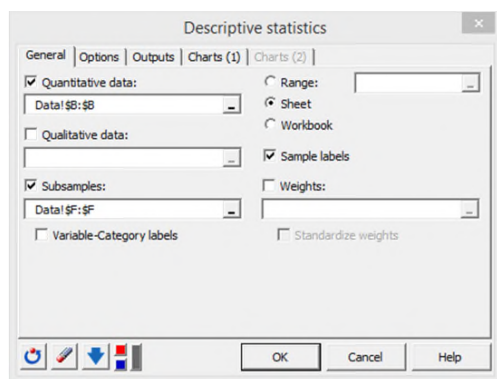 Descriptive statistics
General Options Outputs Charts (1) Charts (2)
Quantitative data:
Data!$B:$B
Qualitative data:
Subsamples:
Data!$F:$F
Variable-Category labels
Range:
Sheet
Workbook
Sample labels
Weights:
Standardize weights
OK Cancel Help